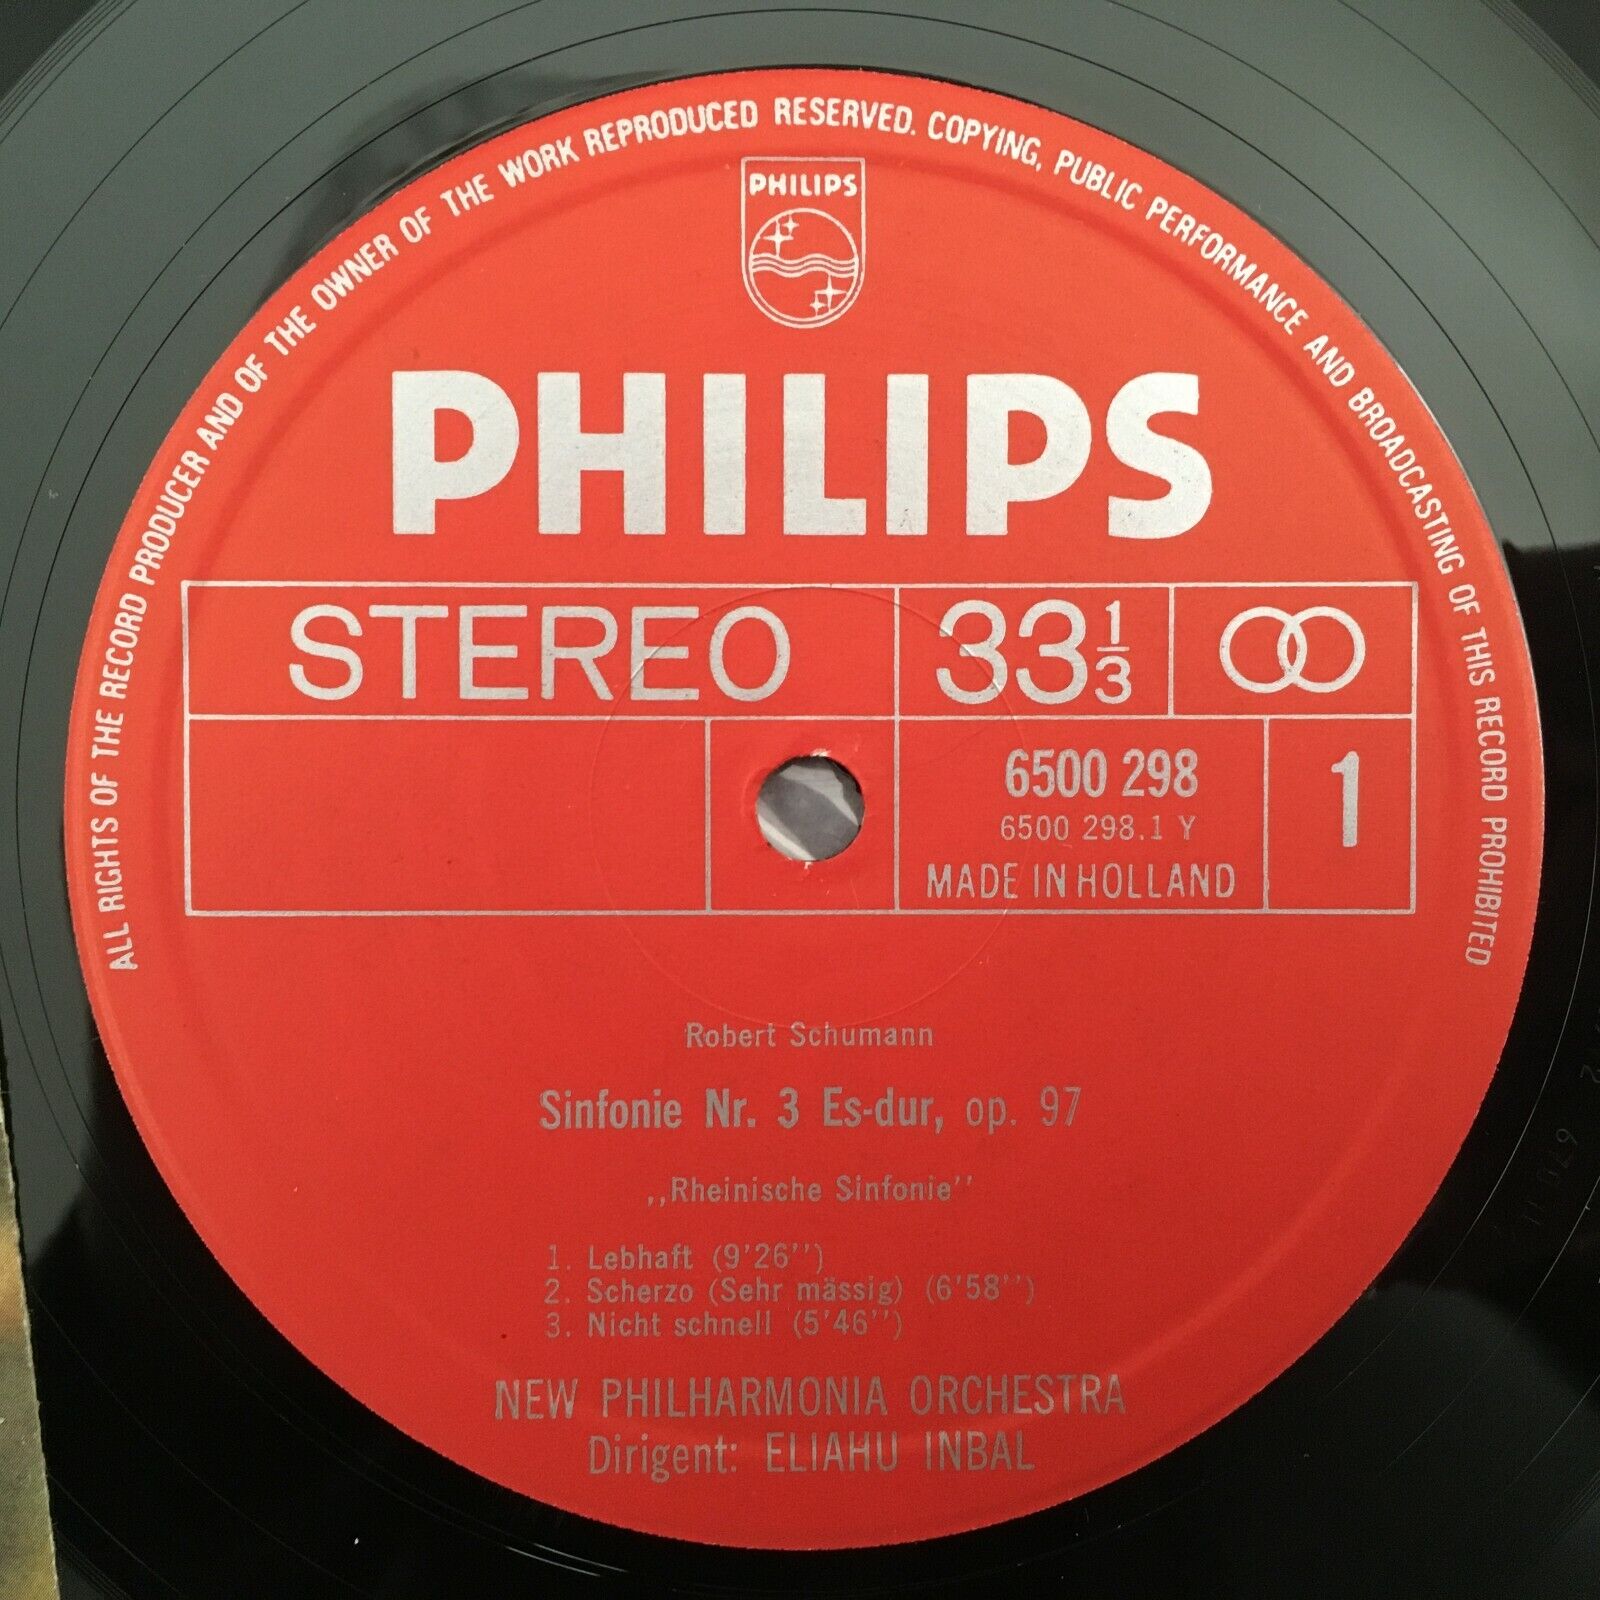 ALL RIGHTS OF THE RECORD PRODUCER AND OF THE OWNER OF THE WORK REPRODUCED RESERVED. COPYING, PUBLIC PERFORMANCE AND BROADCASTING OF THIS RECORD PROHIBITED
PHILIPS
PHILIPS
STEREO 33 1/3
6500 298 1
6500 298.1 Y
MADE IN HOLLAND
Robert Schumann
Sinfonie Nr. 3 Es-dur, op. 97
,,Rheinische Sinfonie''
1. Lebhaft (9'26'')
2. Scherzo (Sehr mässig) (6'58'')
3. Nicht schnell (5'46'')
NEW PHILHARMONIA ORCHESTRA
Dirigent: ELIAHU INBAL